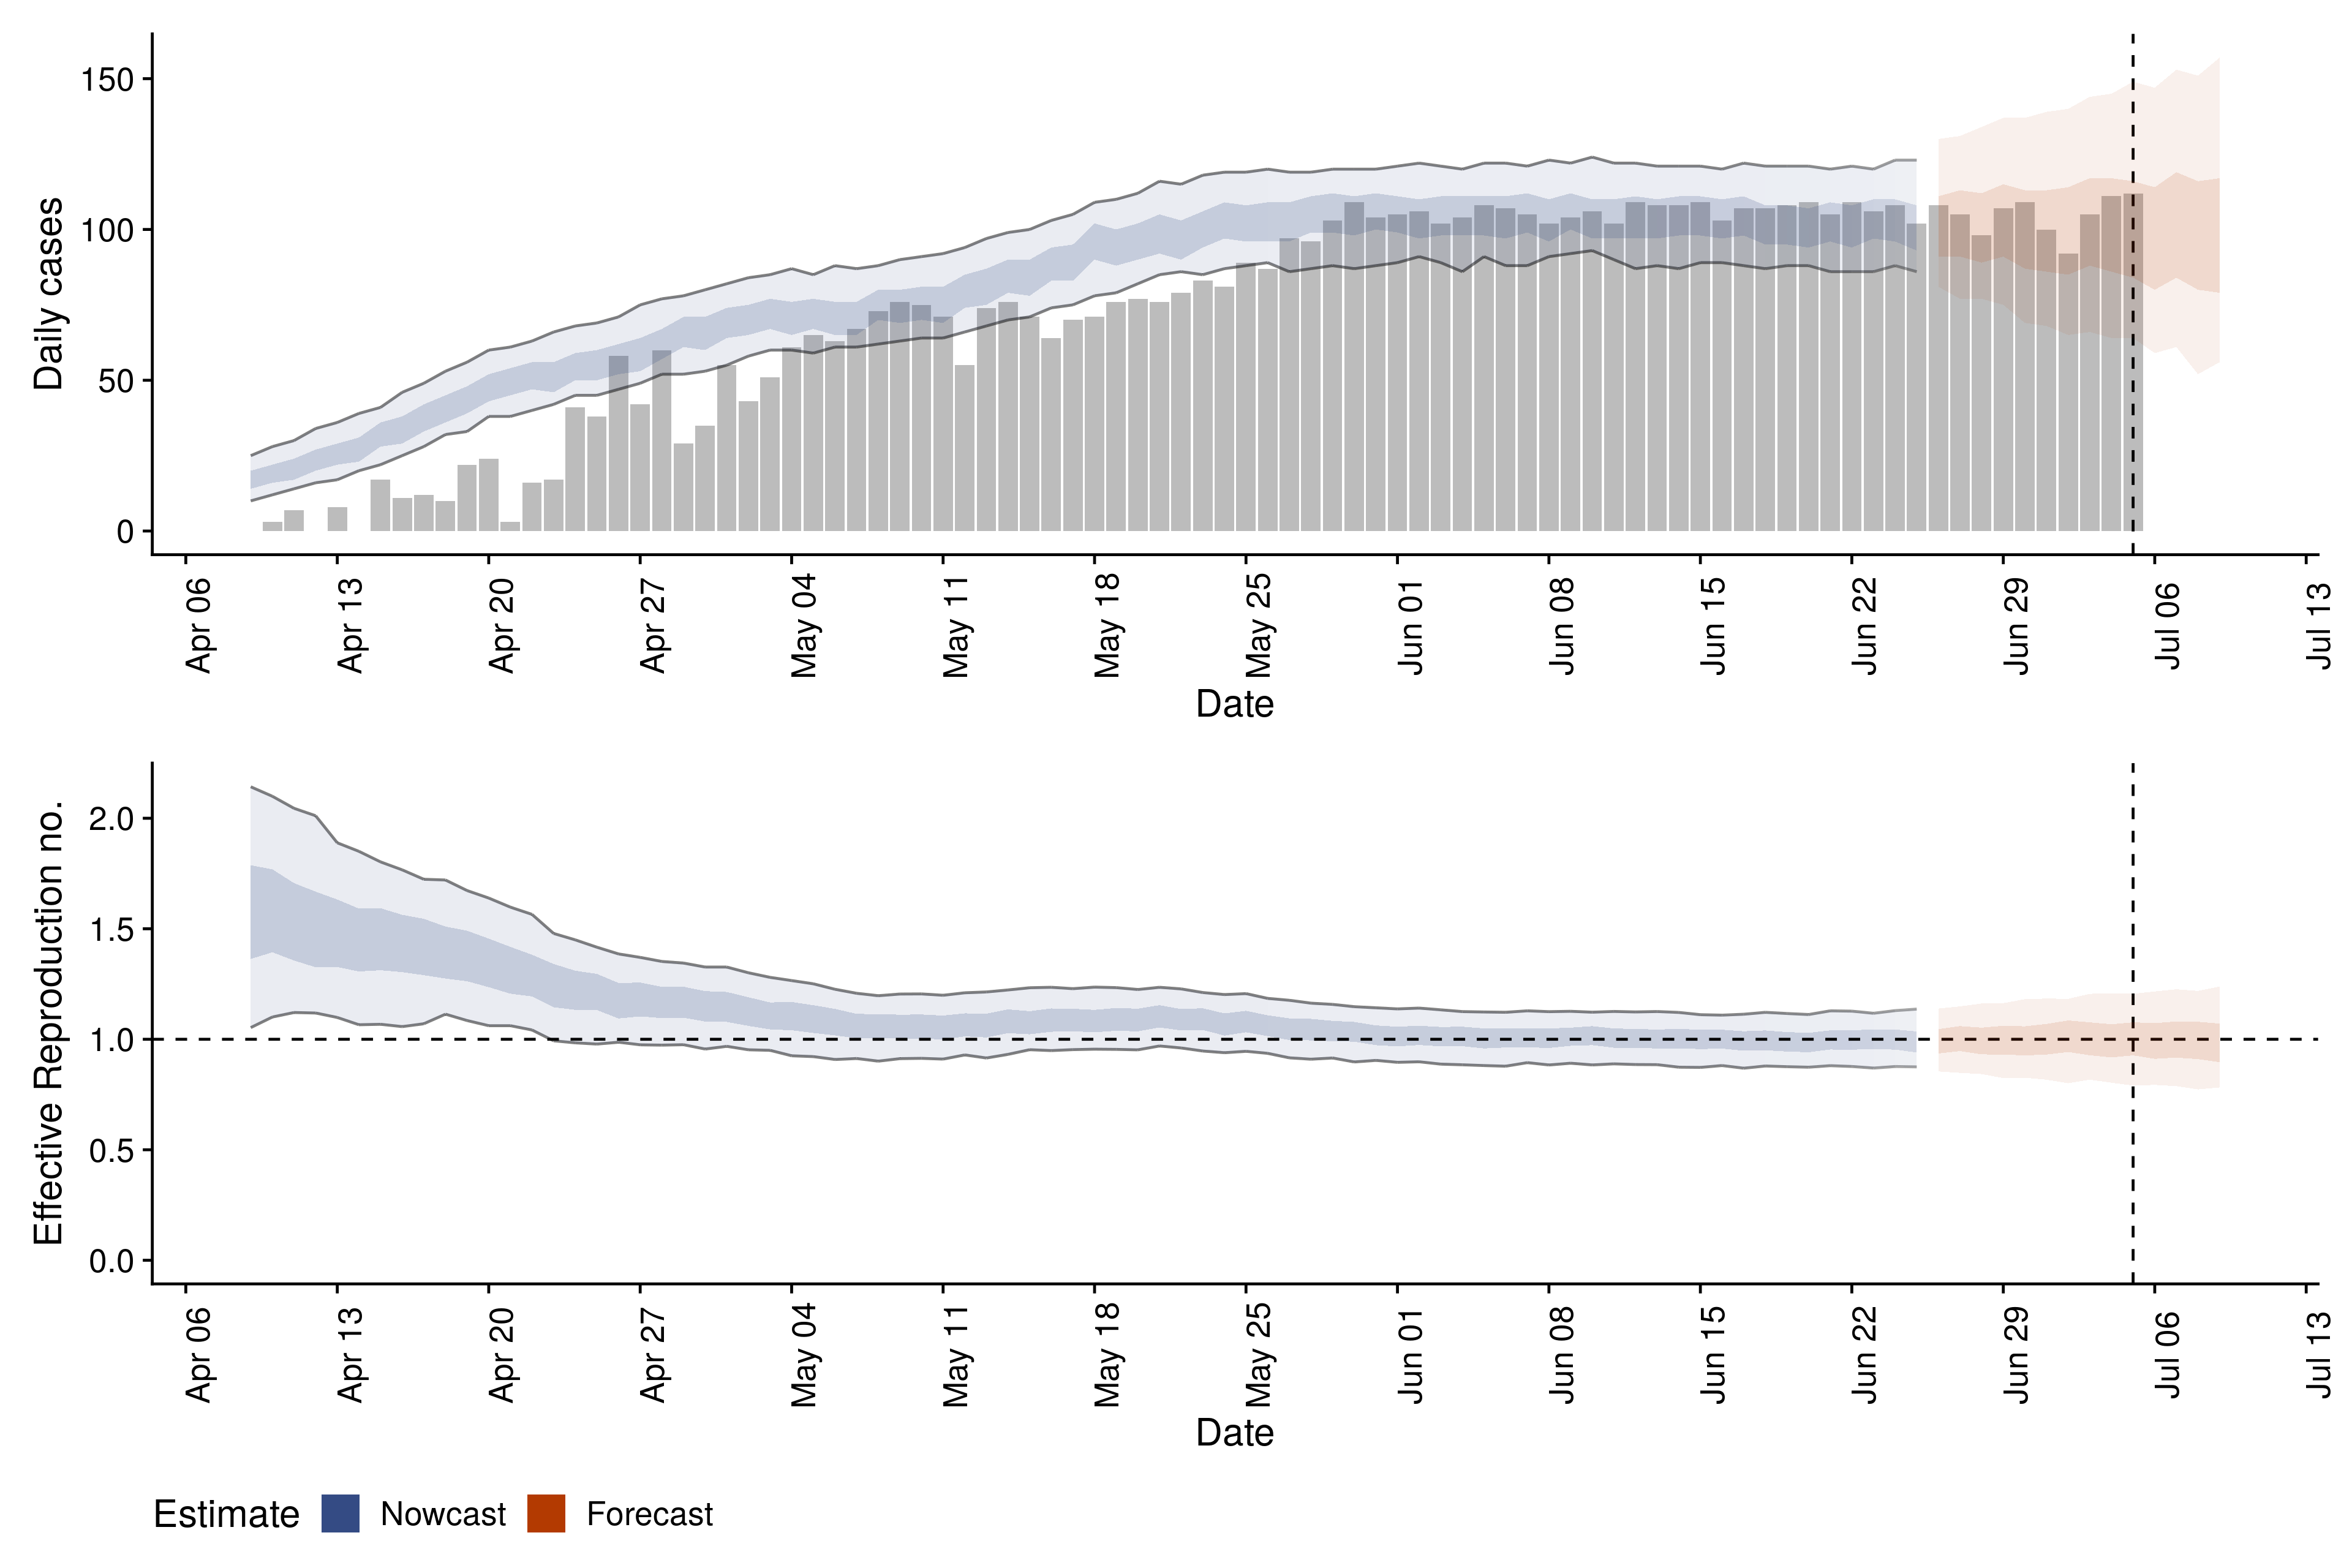 Daily cases
150
100
50
0
Apr 06
Apr 13
Apr 20
Apr 27
May 04
May 11
May 18
May 25
Jun 01
Jun 08
Jun 15
Jun 22
Jun 29
Jul 06
Jul 13
Date
Effective Reproduction no.
2.0
1.5
1.0
0.5
0.0
Apr 06
Apr 13
Apr 20
Apr 27
May 04
May 11
May 18
May 25
Jun 01
Jun 08
Jun 15
Jun 22
Jun 29
Jul 06
Jul 13
Date
Estimate Nowcast Forecast